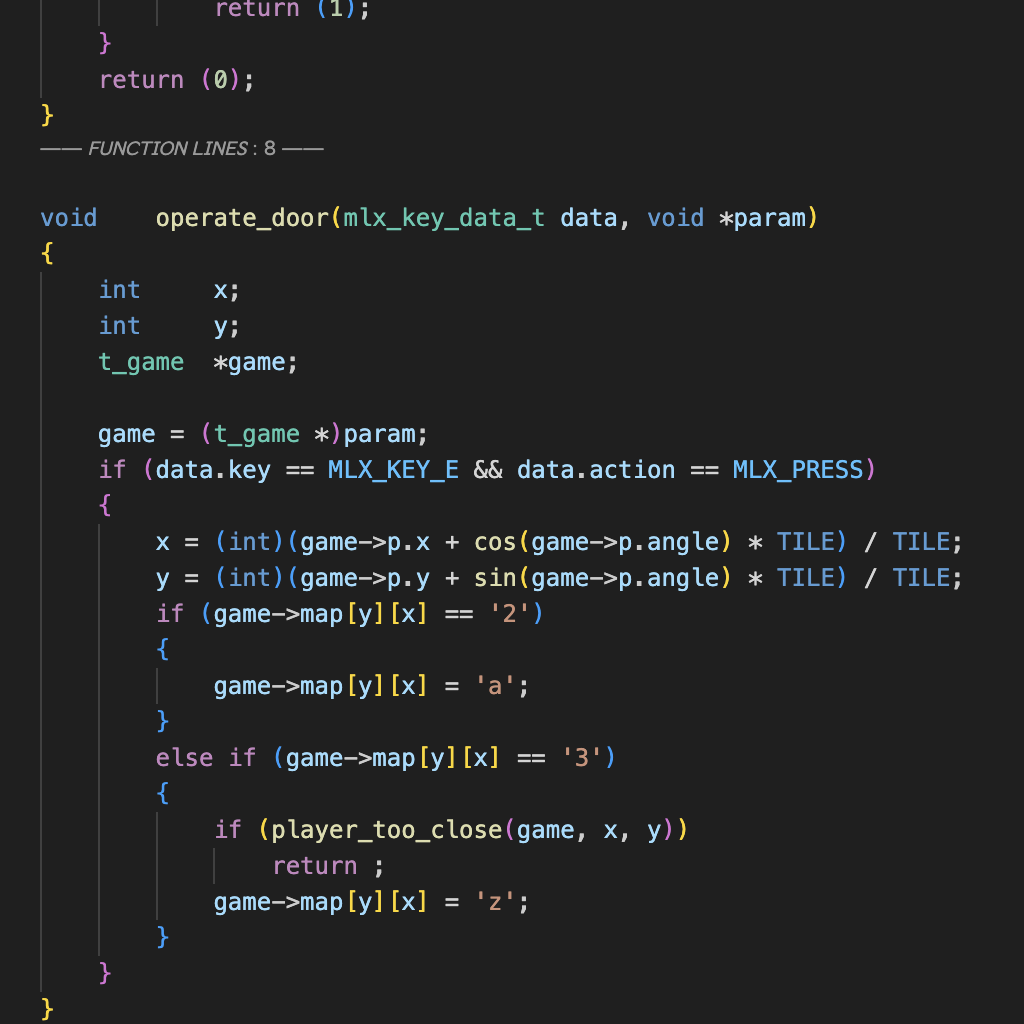 return (1);
}
return (0);
}
—— FUNCTION LINES : 8 ——
void    operate_door(mlx_key_data_t data, void *param)
{
    int     x;
    int     y;
    t_game  *game;
    game = (t_game *)param;
    if (data.key == MLX_KEY_E && data.action == MLX_PRESS)
    {
        x = (int)(game->p.x + cos(game->p.angle) * TILE) / TILE;
        y = (int)(game->p.y + sin(game->p.angle) * TILE) / TILE;
        if (game->map[y][x] == '2')
        {
            game->map[y][x] = 'a';
        }
        else if (game->map[y][x] == '3')
        {
            if (player_too_close(game, x, y))
                return ;
            game->map[y][x] = 'z';
        }
    }
}